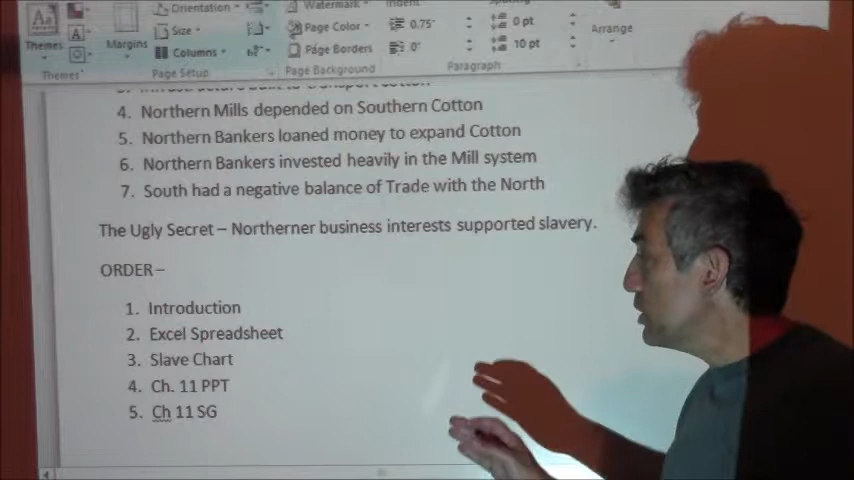 Orientation
Watermark
Indent
Themes
Margins
Size
Page Color
0.75"
0 pt
Arrange
Columns
Page Borders
0"
10 pt
Themes
Page Setup
Page Background
Paragraph
4. Northern Mills depended on Southern Cotton
5. Northern Bankers loaned money to expand Cotton
6. Northern Bankers invested heavily in the Mill system
7. South had a negative balance of Trade with the North
The Ugly Secret – Northerner business interests supported slavery.
ORDER –
1. Introduction
2. Excel Spreadsheet
3. Slave Chart
4. Ch. 11 PPT
5. Ch 11 SG